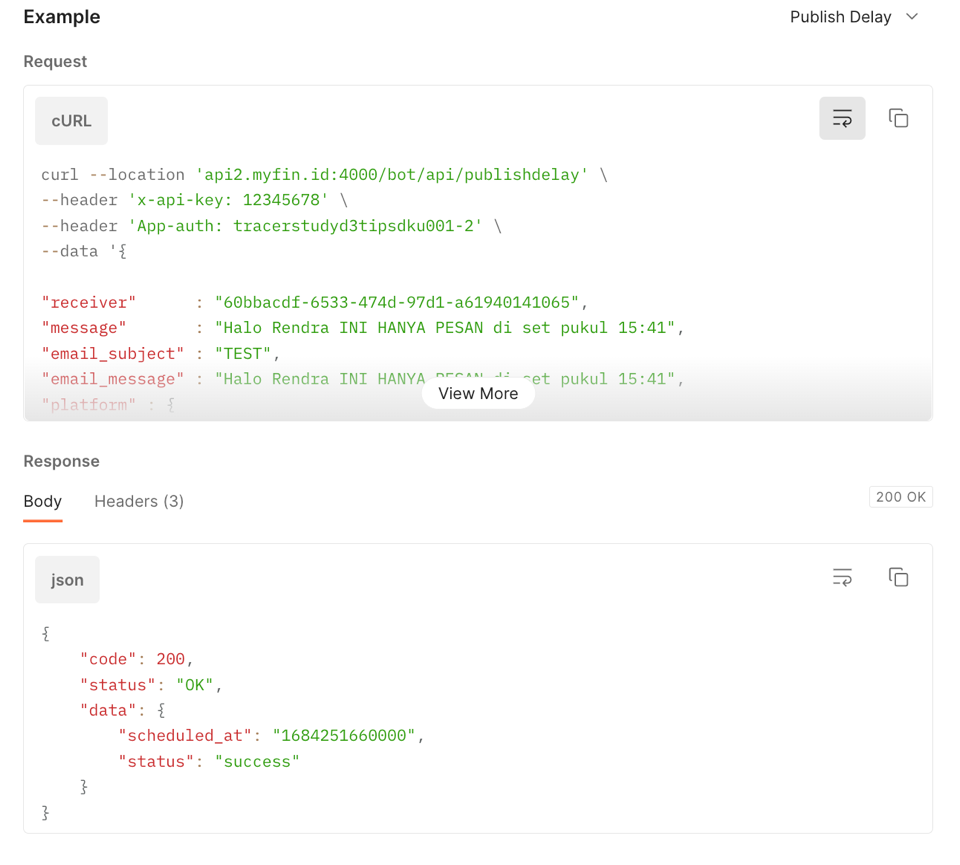 Example
Publish Delay
Request
cURL
curl --location 'api2.myfin.id:4000/bot/api/publishdelay' \
--header 'x-api-key: 12345678' \
--header 'App-auth: tracerstudyd3tipsdku001-2' \
--data '{
"receiver" : "60bbacdf-6533-474d-97d1-a61940141065",
"message" : "Halo Rendra INI HANYA PESAN di set pukul 15:41",
"email_subject" : "TEST",
"email_message" : "Halo Rendra INI HANYA PESAN di set pukul 15:41",
View More
"platform" : {
Response
Body
Headers (3)
200 OK
json
{
"code": 200,
"status": "OK",
"data": {
"scheduled_at": "1684251660000",
"status": "success"
}
}